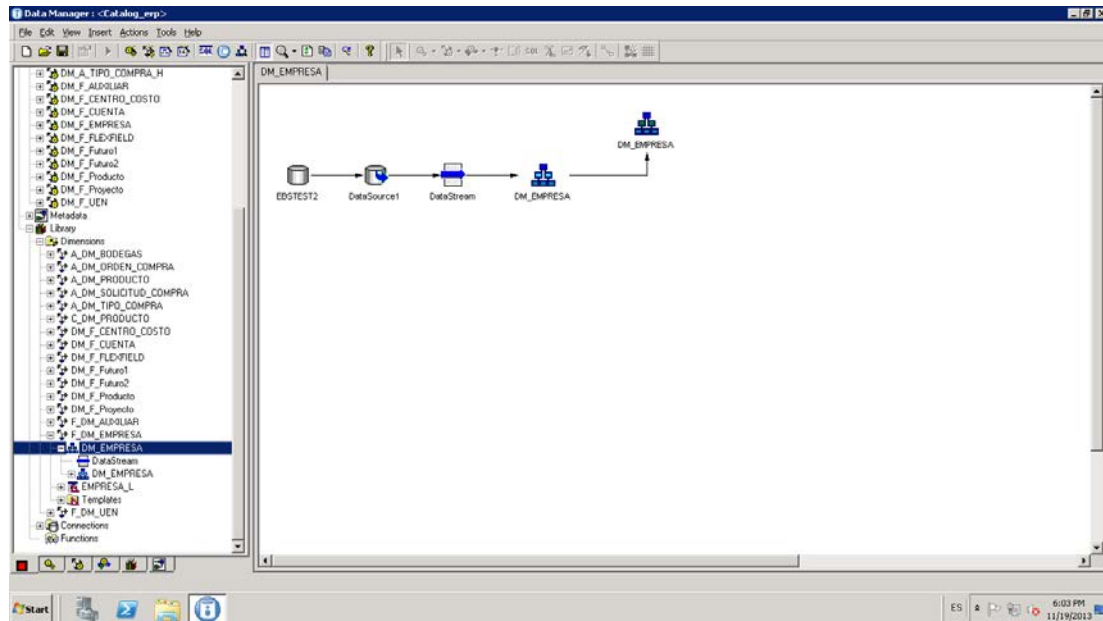 Data Manager : <Catalog_erp>
File Edit View Insert Actions Tools Help
DM_A_TIPO_COMPRA_H
DM_F_AUXILIAR
DM_F_CENTRO_COSTO
DM_F_CUENTA
DM_F_EMPRESA
DM_F_FLEXFIELD
DM_F_Futuro1
DM_F_Futuro2
DM_F_Producto
DM_F_Proyecto
DM_F_UEN
Metadata
Library
Dimensions
A_DM_BODEGAS
A_DM_ORDEN_COMPRA
A_DM_PRODUCTO
A_DM_SOLICITUD_COMPRA
A_DM_TIPO_COMPRA
C_DM_PRODUCTO
DM_F_CENTRO_COSTO
DM_F_CUENTA
DM_F_FLEXFIELD
DM_F_Futuro1
DM_F_Futuro2
DM_F_Producto
DM_F_Proyecto
F_DM_AUXILIAR
F_DM_EMPRESA
DM_EMPRESA
DataStream
DM_EMPRESA
EMPRESA_L
Templates
F_DM_UEN
Connections
Functions
DM_EMPRESA
DM_EMPRESA
EBSTEST2 DataSource1 DataStream DM_EMPRESA
Start
ES 6:03 PM
11/19/2013